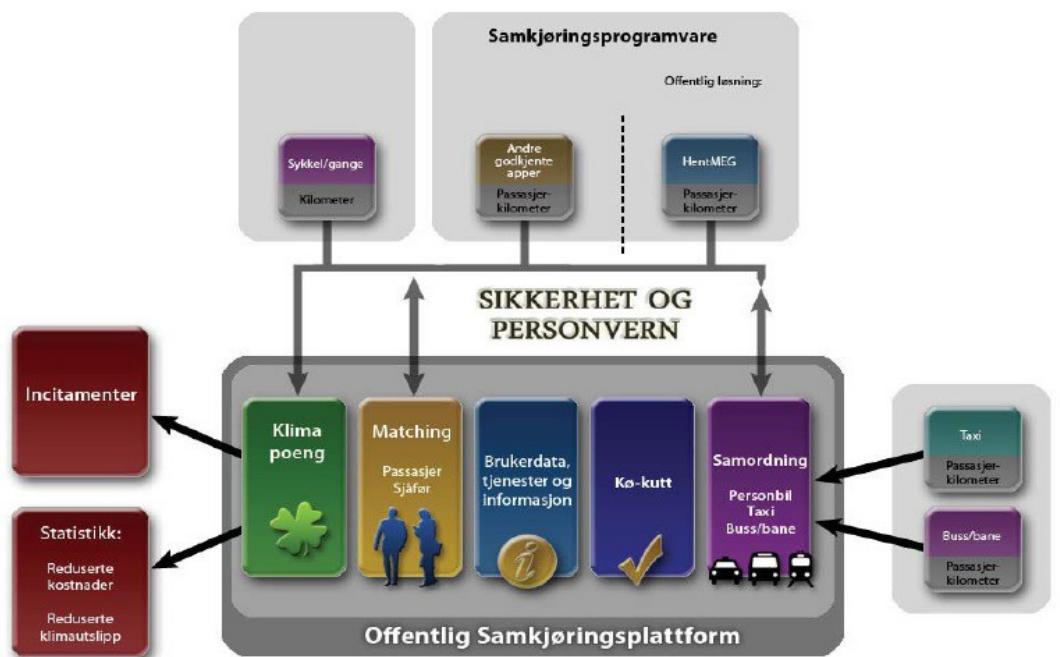 Samkjøringsprogramvare
Offentlig løsning:
Sykkel/gange
Kilometer
Andre
godkjente
apper
Passasjer-
kilometer
HentMEG
Passasjer-
kilometer
SIKKERHET OG
PERSONVERN
Incitamenter
Statistikk:
Reduserte
kostnader
Reduserte
klimautslipp
Klima
poeng
Matching
Passasjer
Sjåfør
Brukerdata,
tjenester og
informasjon
i
Kø-kutt
Samordning
Personbil
Taxi
Buss/bane
Taxi
Passasjer-
kilometer
Buss/bane
Passasjer-
kilometer
Offentlig Samkjøringsplattform